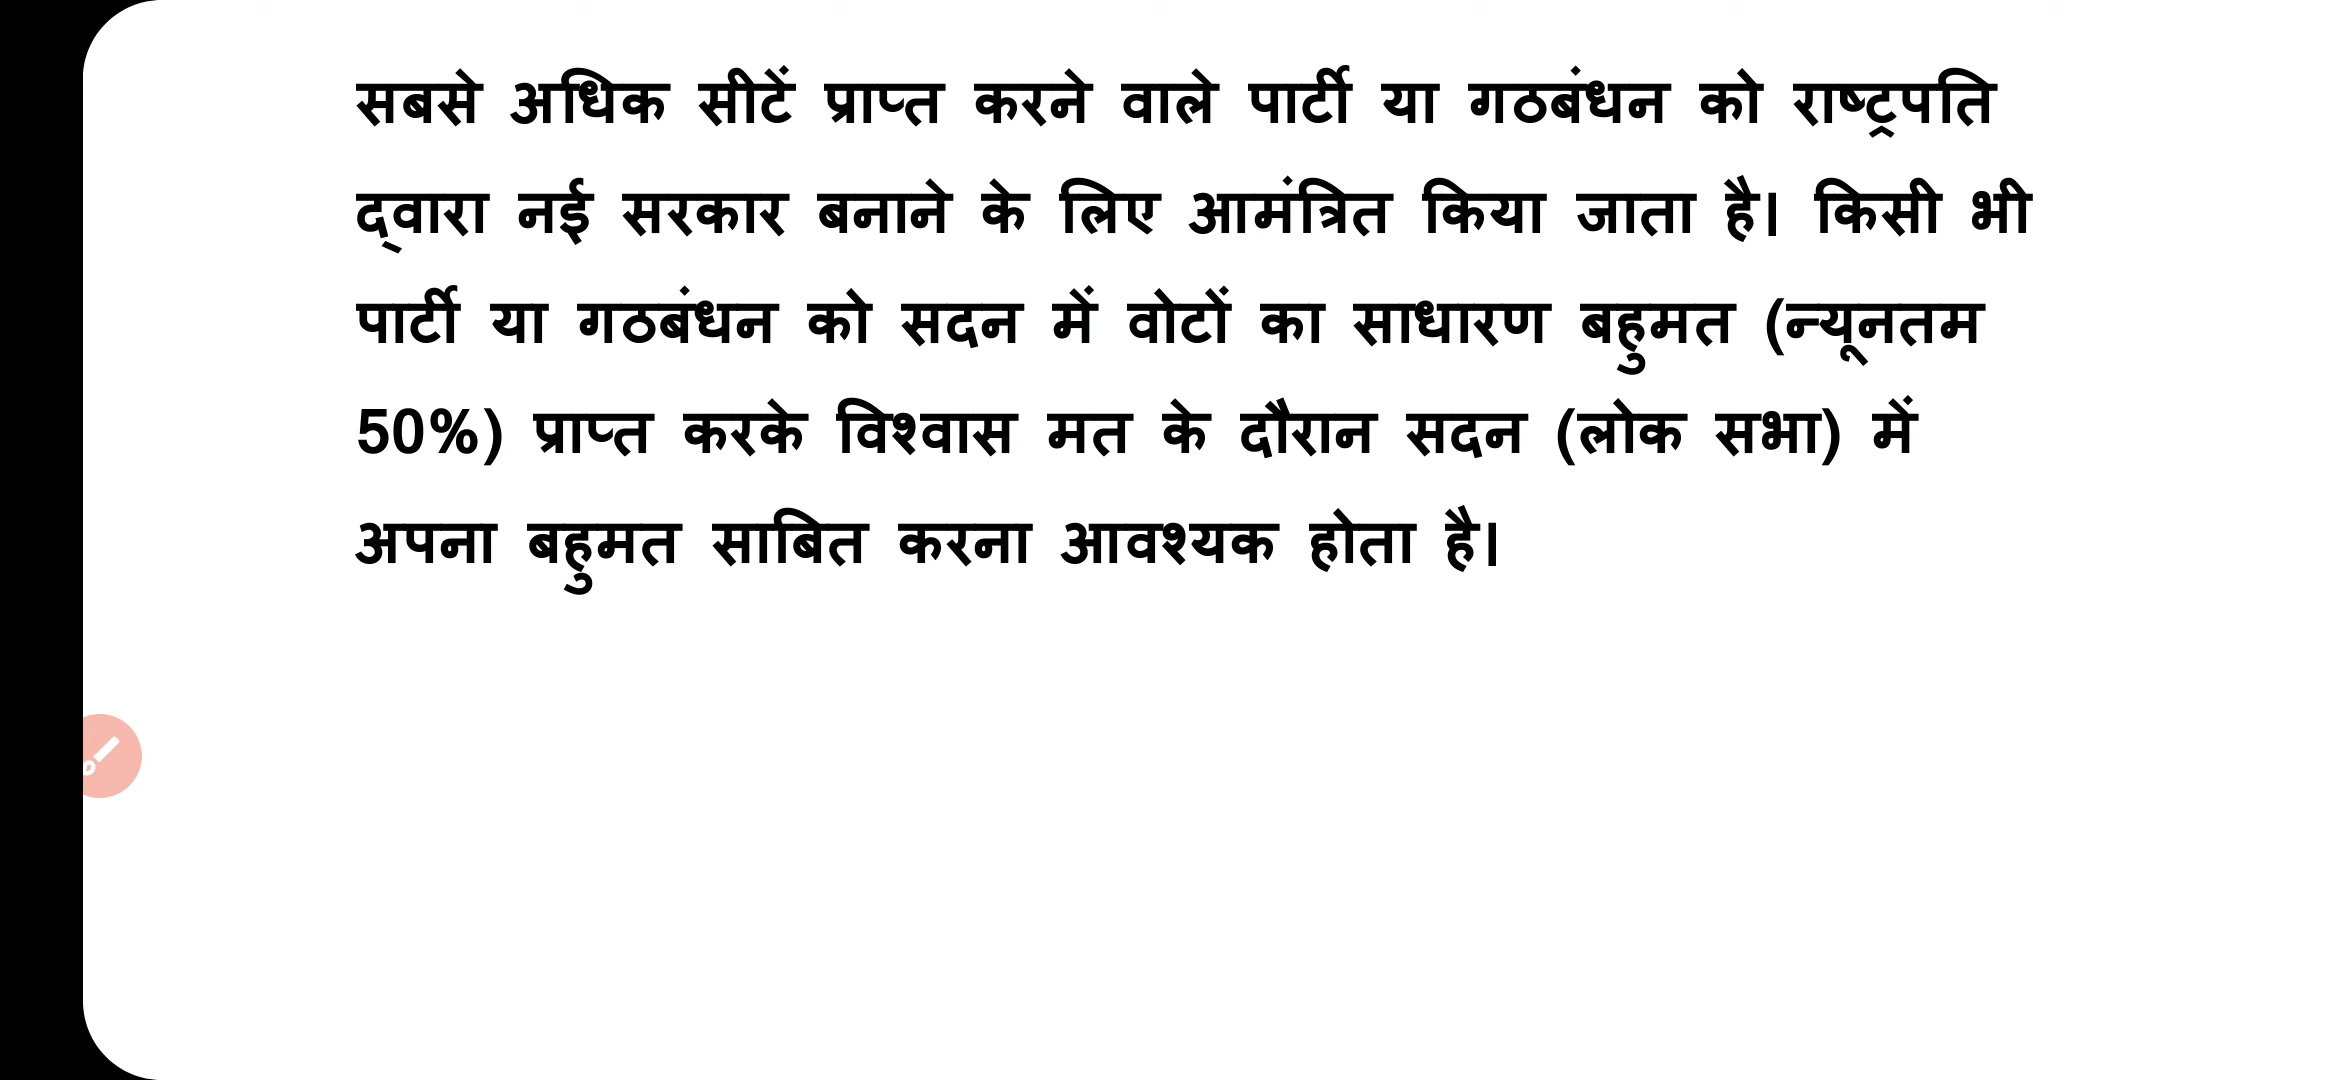 सबसे अधिक सीटें प्राप्त करने वाले पार्टी या गठबंधन को राष्ट्रपति
द्वारा नई सरकार बनाने के लिए आमंत्रित किया जाता है। किसी भी
पार्टी या गठबंधन को सदन में वोटों का साधारण बहुमत (न्यूनतम
50%) प्राप्त करके विश्वास मत के दौरान सदन (लोक सभा) में
अपना बहुमत साबित करना आवश्यक होता है।